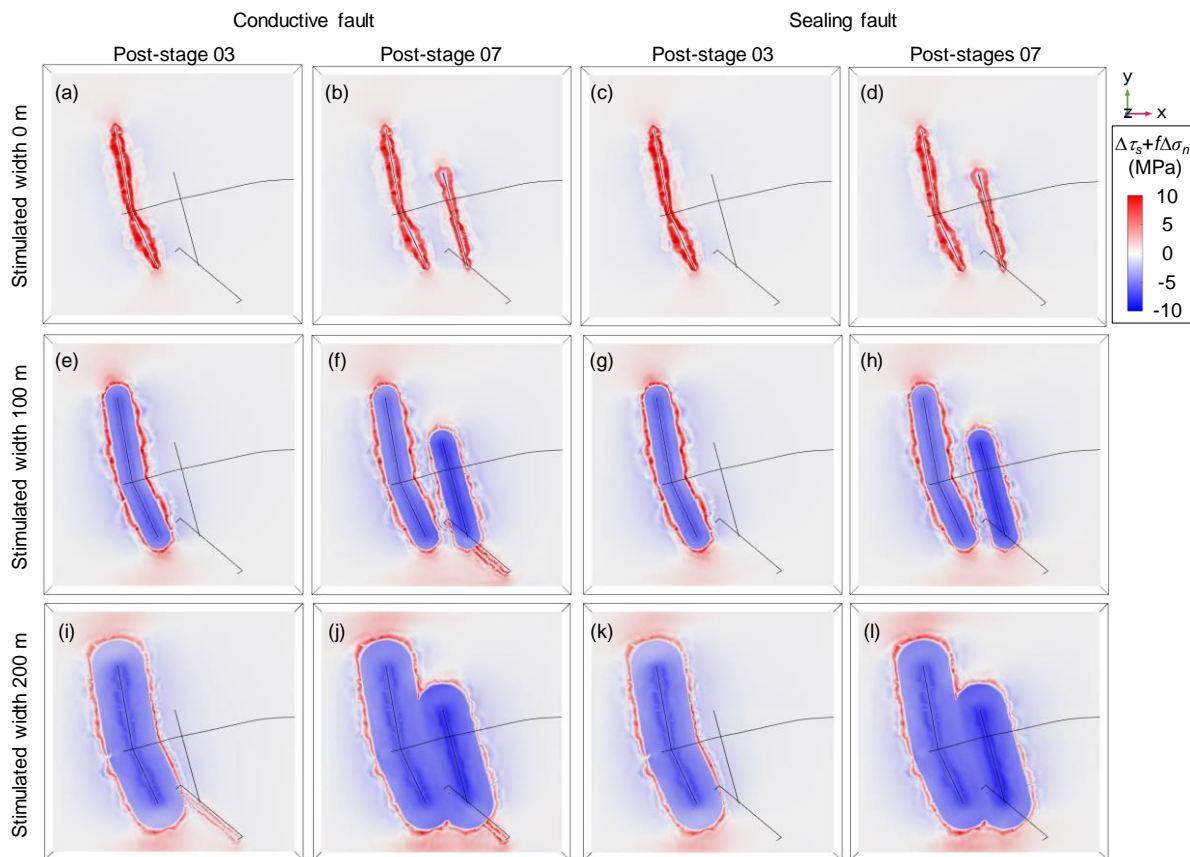 Conductive fault
Sealing fault
Post-stage 03
Post-stage 07
Post-stage 03
Post-stages 07
Stimulated width 0 m
(a)
(b)
(c)
(d)
y
z
x
Δτs+fΔσn
(MPa)
10
5
0
-5
-10
Stimulated width 100 m
(e)
(f)
(g)
(h)
Stimulated width 200 m
(i)
(j)
(k)
(l)